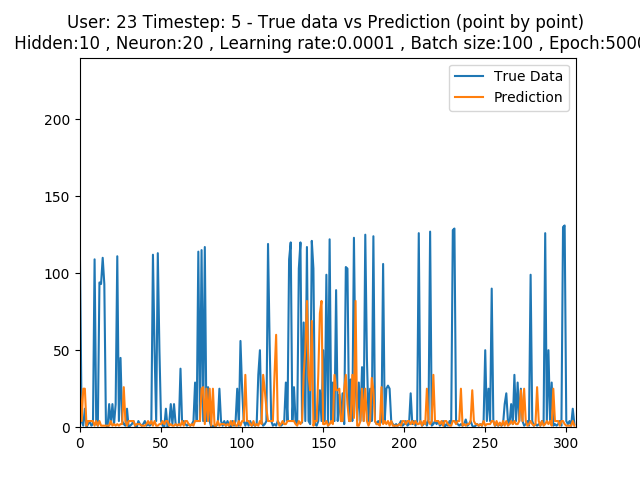 User: 23 Timestep: 5 - True data vs Prediction (point by point)
Hidden:10 , Neuron:20 , Learning rate:0.0001 , Batch size:100 , Epoch:5000
True Data
Prediction
200
150
100
50
0
0 50 100 150 200 250 300